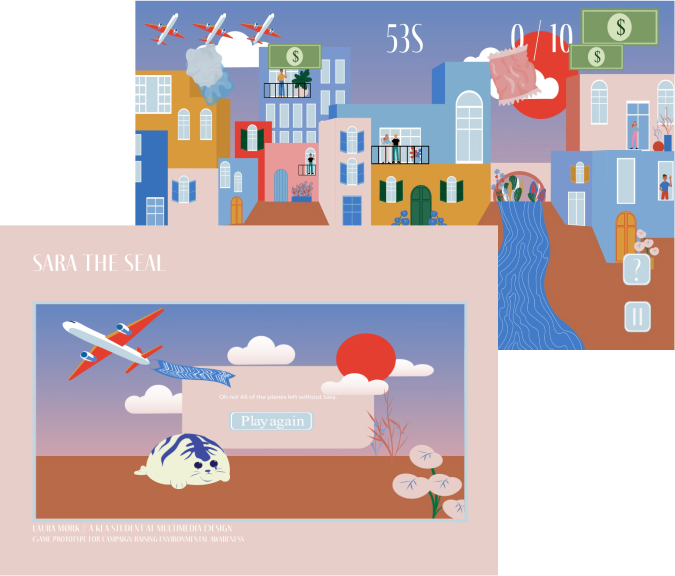 53S
0 / 10
$
$
$
?
SARA THE SEAL
Oh no! All of the planes left without Sara
Play again
LAURA MØRK | A KEA STUDENT AT MULTIMEDIA DESIGN
GAME PROTOTYPE FOR CAMPAIGN RAISING ENVIRONMENTAL AWARENESS